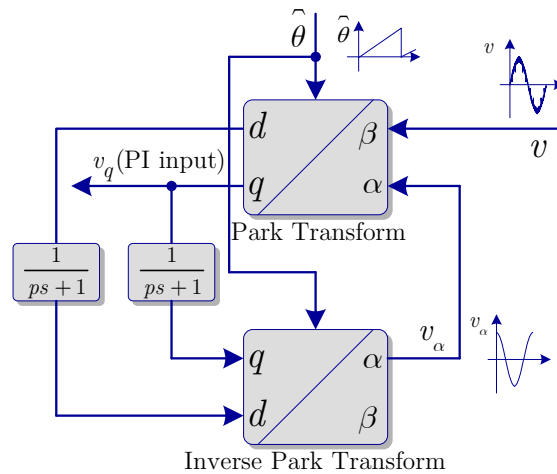 θ̂
θ̂
v
d
β
v
v_q(PI input)
q
α
Park Transform
1/(ps + 1)
1/(ps + 1)
v_α
v_α
q
α
d
β
Inverse Park Transform